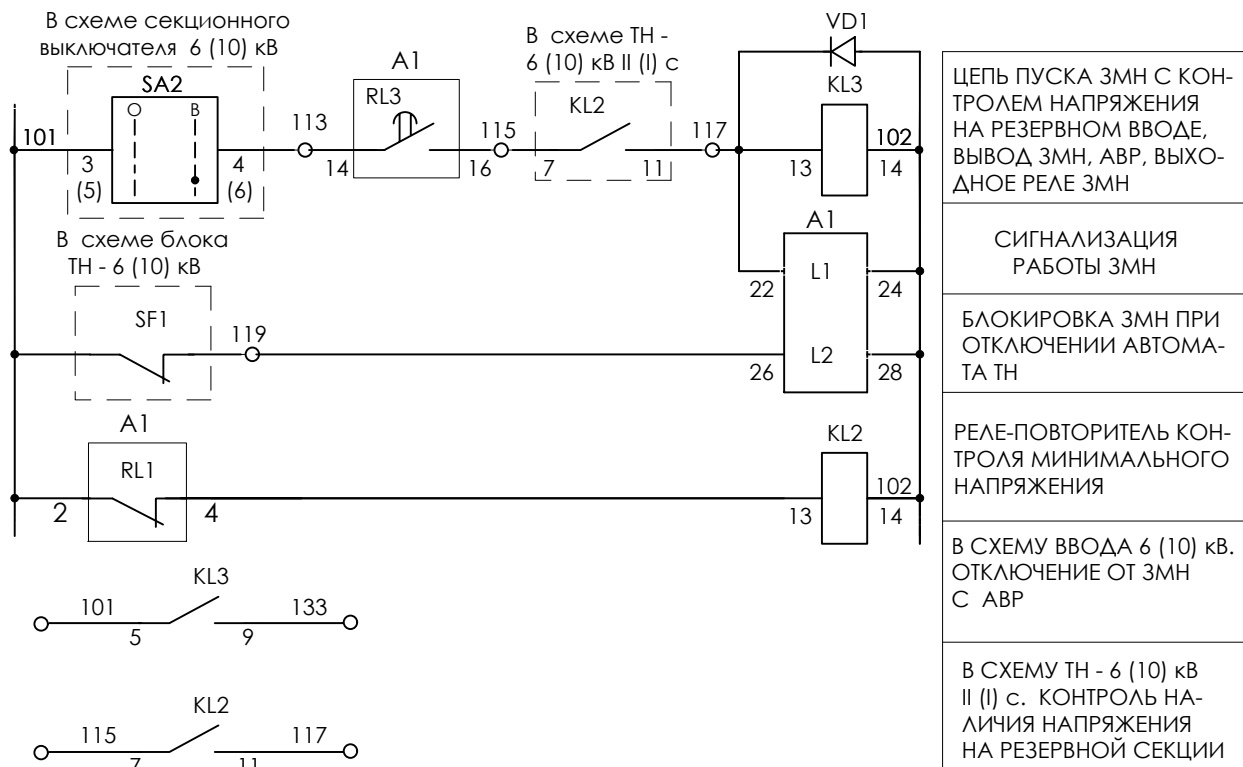 В схеме секционного
выключателя 6 (10) кВ
SA2
О
В
101
3
(5)
4
(6)
113
A1
RL3
14
16
115
В схеме ТН -
6 (10) кВ II (I) с
KL2
7
11
117
VD1
KL3
13
102
14
A1
L1
22
24
L2
26
28
В схеме блока
ТН - 6 (10) кВ
SF1
119
A1
RL1
2
4
KL2
13
102
14
KL3
101
133
5
9
KL2
115
117
7
11
ЦЕПЬ ПУСКА ЗМН С КОН-
ТРОЛЕМ НАПРЯЖЕНИЯ
НА РЕЗЕРВНОМ ВВОДЕ,
ВЫВОД ЗМН, АВР, ВЫХО-
ДНОЕ РЕЛЕ ЗМН
СИГНАЛИЗАЦИЯ
РАБОТЫ ЗМН
БЛОКИРОВКА ЗМН ПРИ
ОТКЛЮЧЕНИИ АВТОМА-
ТА ТН
РЕЛЕ-ПОВТОРИТЕЛЬ КОН-
ТРОЛЯ МИНИМАЛЬНОГО
НАПРЯЖЕНИЯ
В СХЕМУ ВВОДА 6 (10) кВ.
ОТКЛЮЧЕНИЕ ОТ ЗМН
С АВР
В СХЕМУ ТН - 6 (10) кВ
II (I) с. КОНТРОЛЬ НА-
ЛИЧИЯ НАПРЯЖЕНИЯ
НА РЕЗЕРВНОЙ СЕКЦИИ